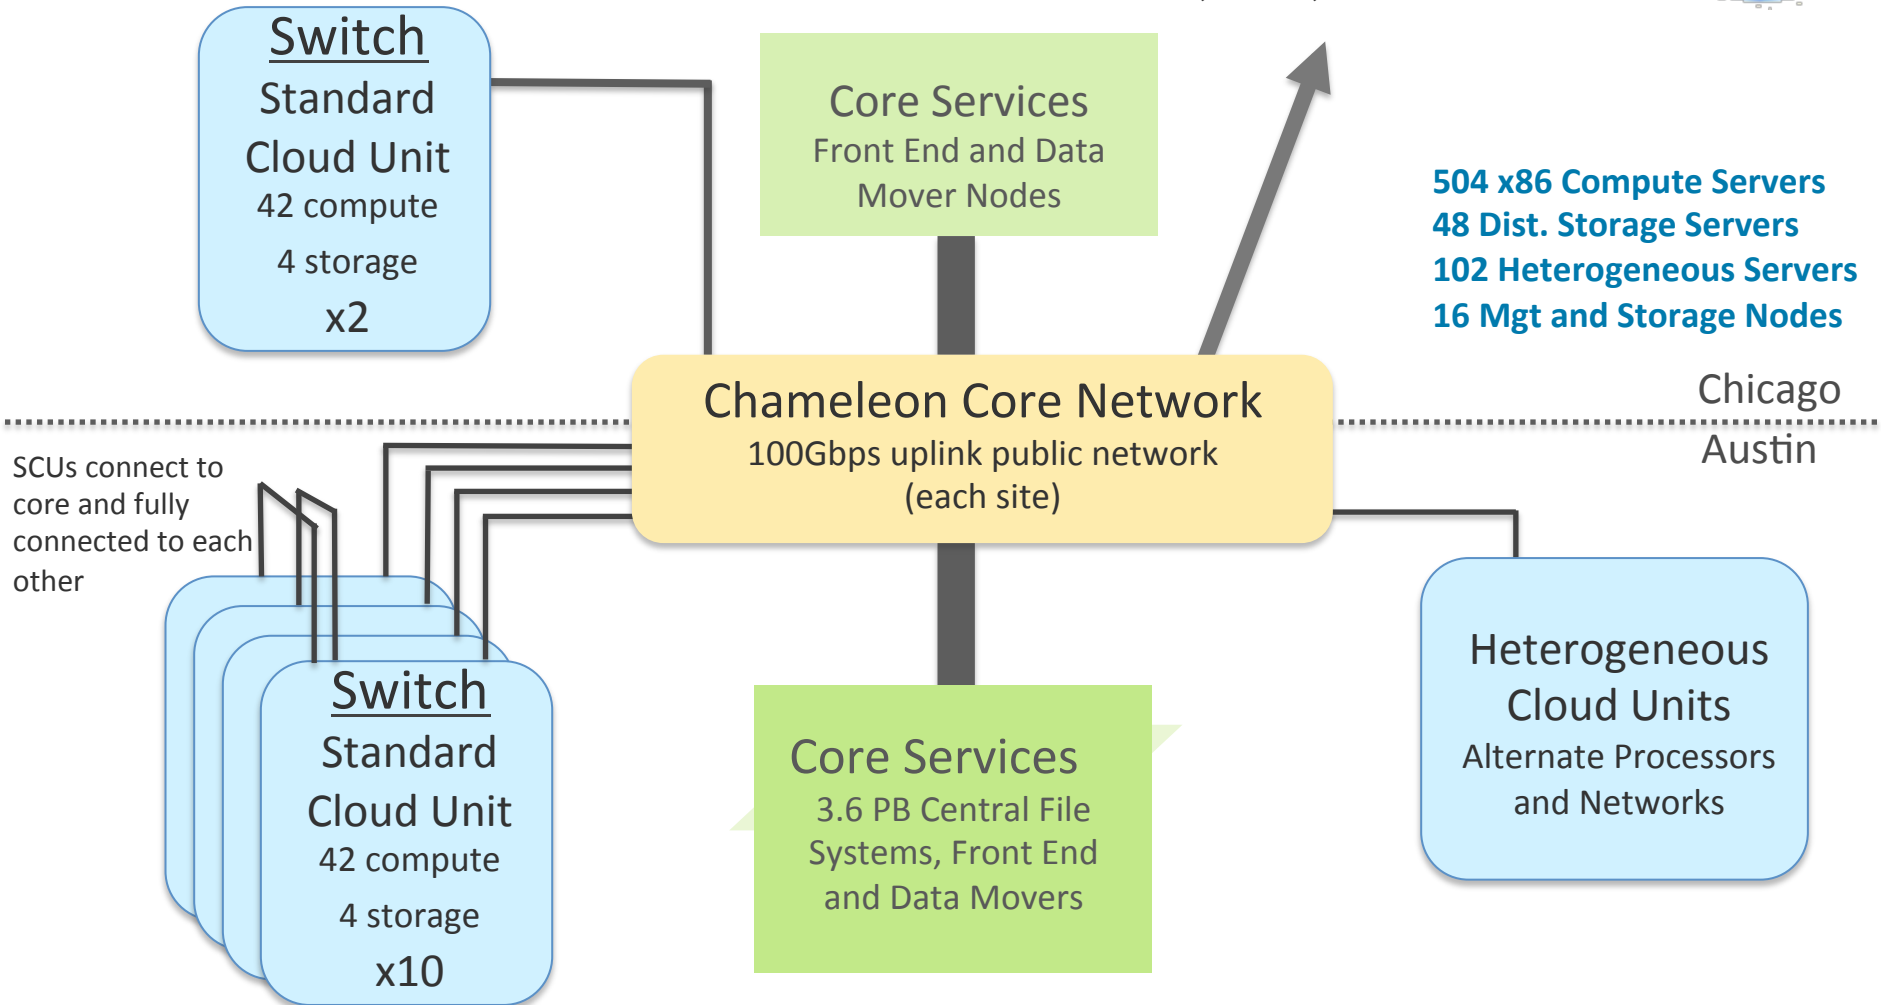 Switch
Standard
Cloud Unit
42 compute
4 storage
x2
Core Services
Front End and Data
Mover Nodes
504 x86 Compute Servers
48 Dist. Storage Servers
102 Heterogeneous Servers
16 Mgt and Storage Nodes
Chicago
Austin
Chameleon Core Network
100Gbps uplink public network
(each site)
SCUs connect to
core and fully
connected to each
other
Switch
Standard
Cloud Unit
42 compute
4 storage
x10
Core Services
3.6 PB Central File
Systems, Front End
and Data Movers
Heterogeneous
Cloud Units
Alternate Processors
and Networks